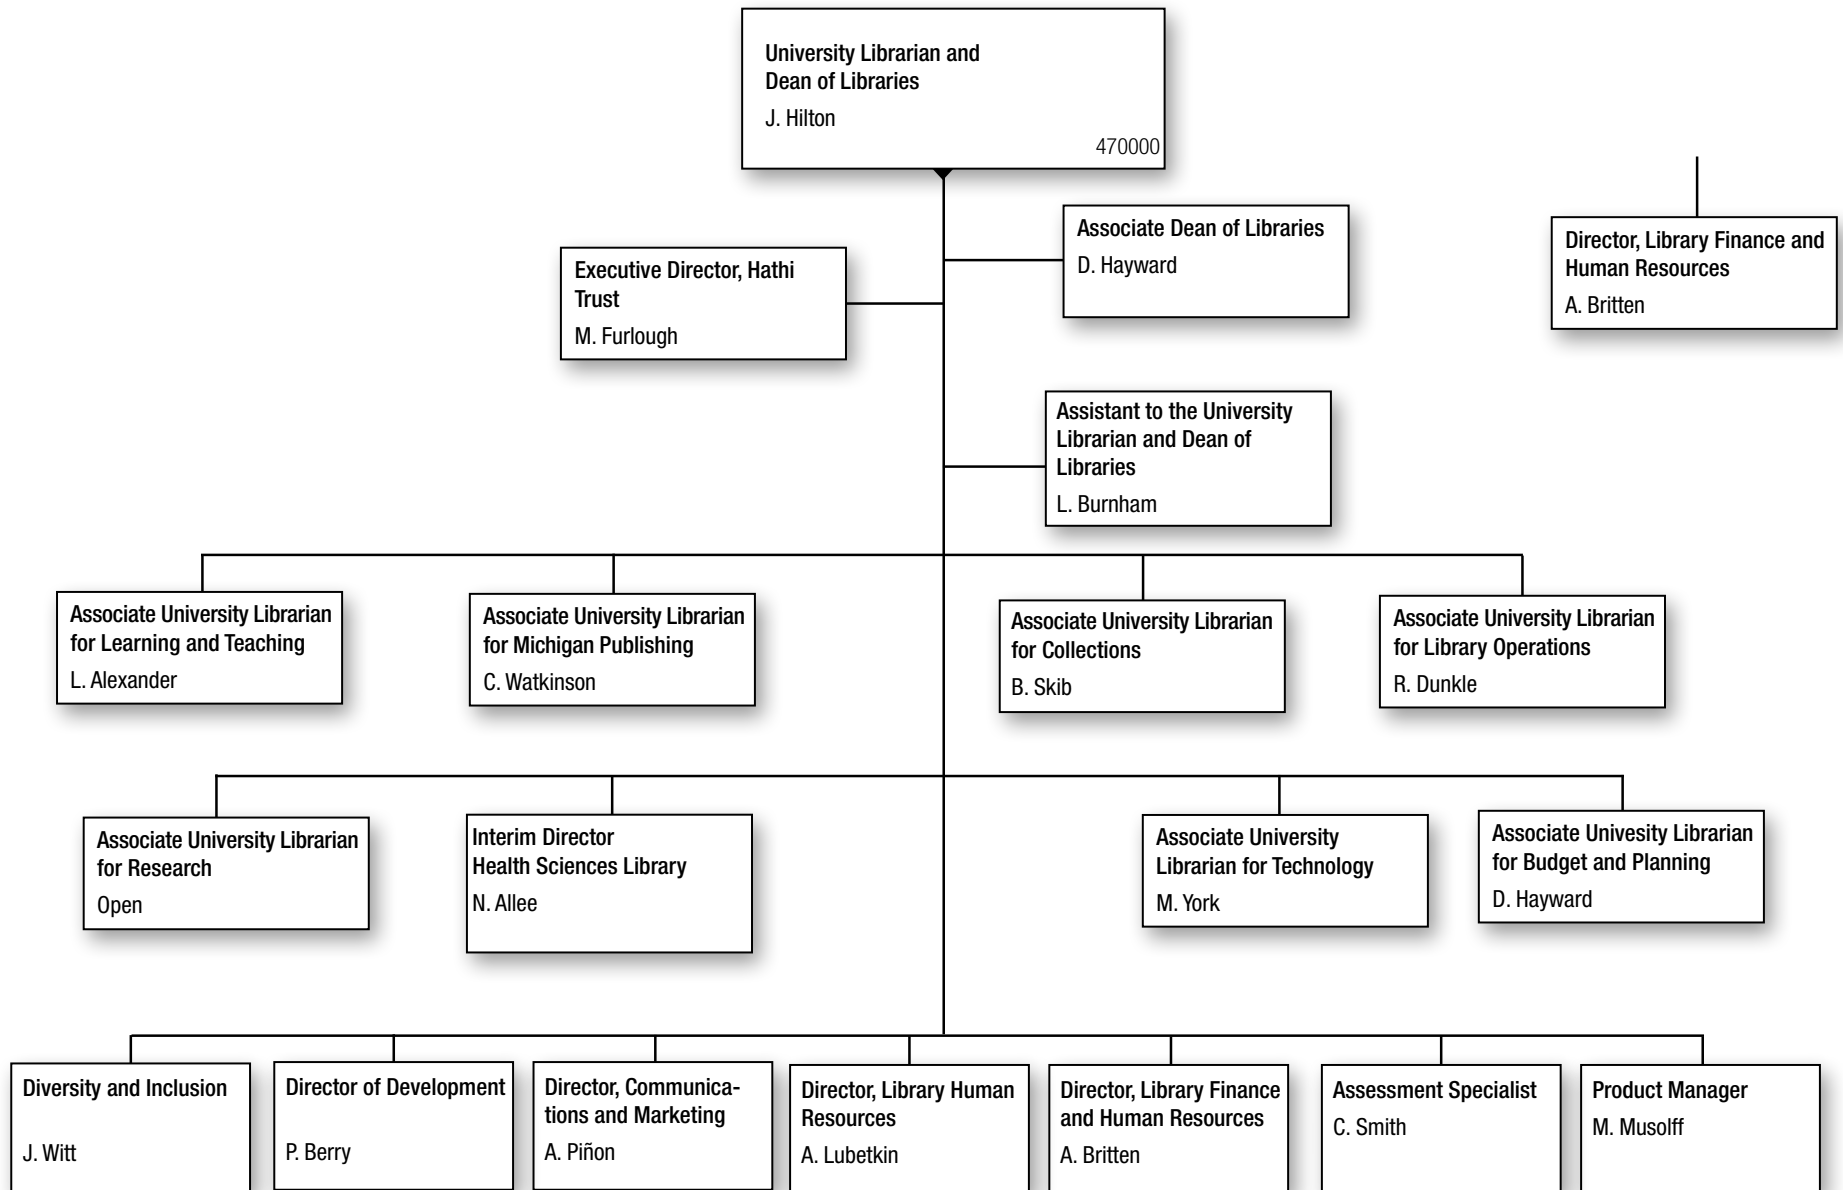 University Librarian and
Dean of Libraries
J. Hilton
470000
Associate Dean of Libraries
D. Hayward
Director, Library Finance and
Human Resources
A. Britten
Executive Director, Hathi
Trust
M. Furlough
Assistant to the University
Librarian and Dean of
Libraries
L. Burnham
Associate University Librarian
for Learning and Teaching
L. Alexander
Associate University Librarian
for Michigan Publishing
C. Watkinson
Associate University Librarian
for Collections
B. Skib
Associate University Librarian
for Library Operations
R. Dunkle
Associate University Librarian
for Research
Open
Interim Director
Health Sciences Library
N. Allee
Associate University
Librarian for Technology
M. York
Associate Univesity Librarian
for Budget and Planning
D. Hayward
Diversity and Inclusion
J. Witt
Director of Development
P. Berry
Director, Communica-
tions and Marketing
A. Piñon
Director, Library Human
Resources
A. Lubetkin
Director, Library Finance
and Human Resources
A. Britten
Assessment Specialist
C. Smith
Product Manager
M. Musolff